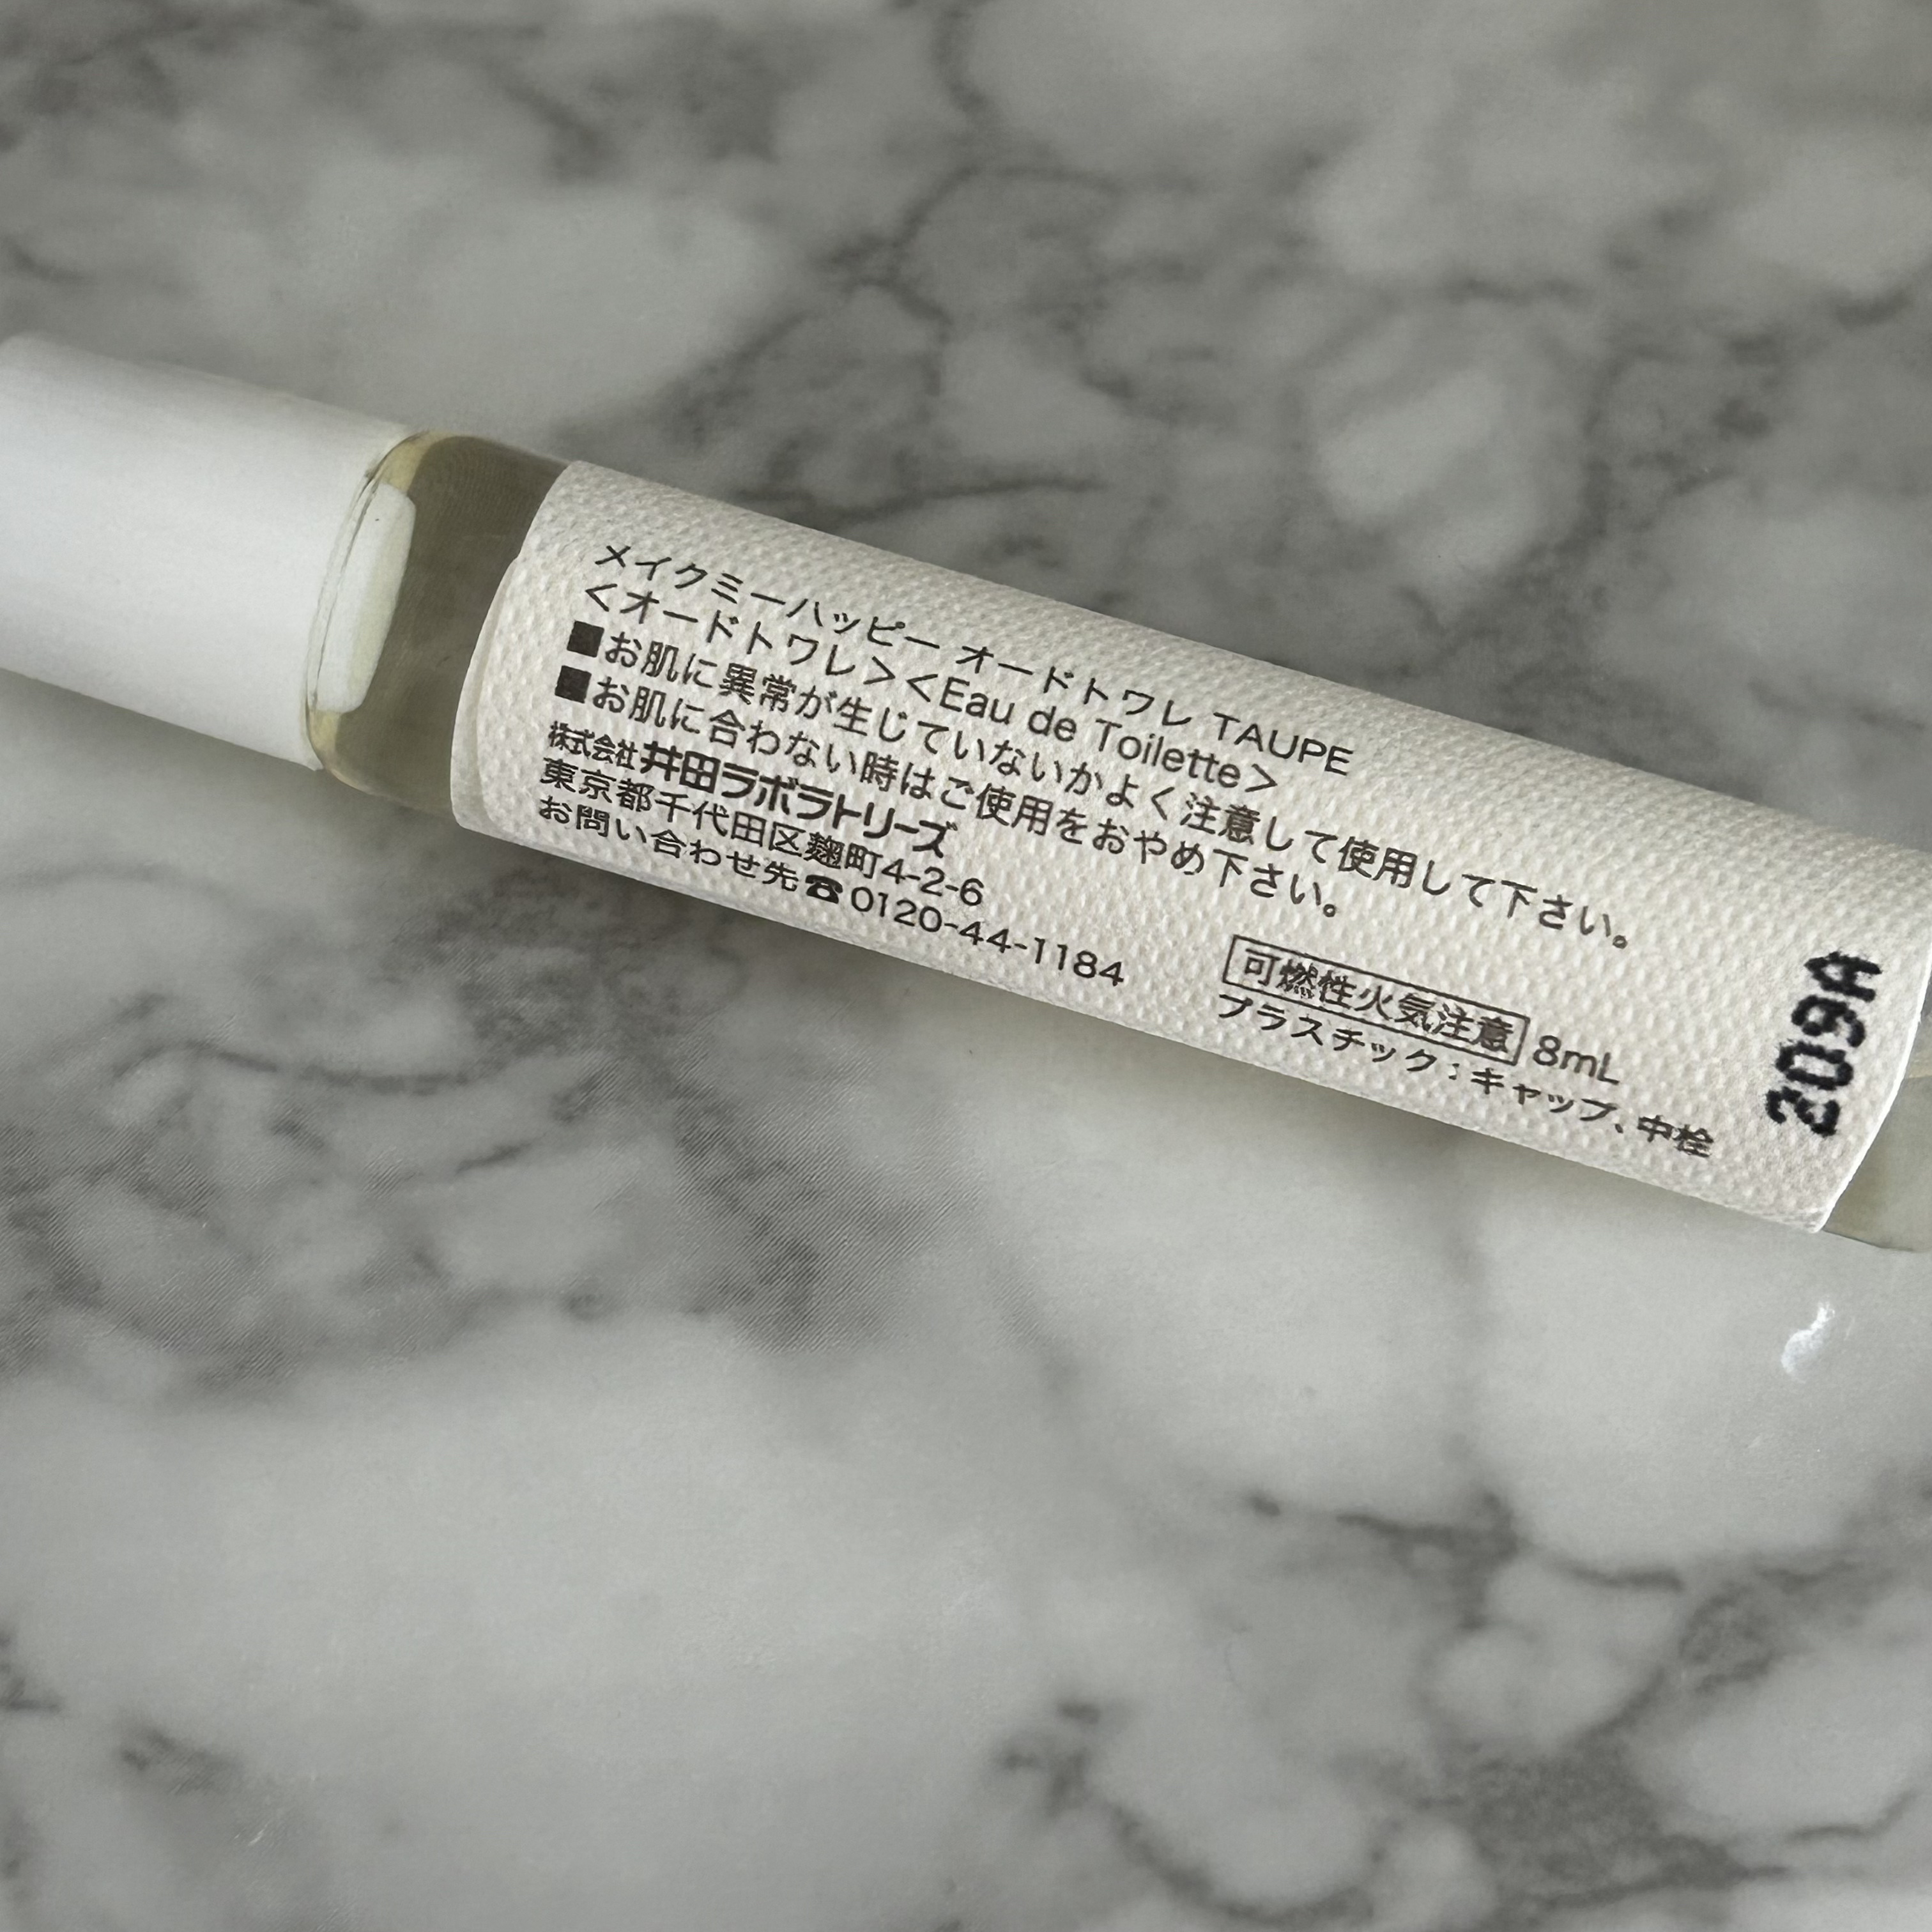 メイクミーハッピー オードトワレ TAUPE
＜オードトワレ＞＜Eau de Toilette＞
■お肌に異常が生じていないかよく注意して使用して下さい。
■お肌に合わない時はご使用をおやめ下さい。
株式会社井田ラボラトリーズ
東京都千代田区麹町4-2-6
お問い合わせ先☎0120-44-1184
可燃性火気注意 8mL
プラスチック：キャップ、中栓
209A